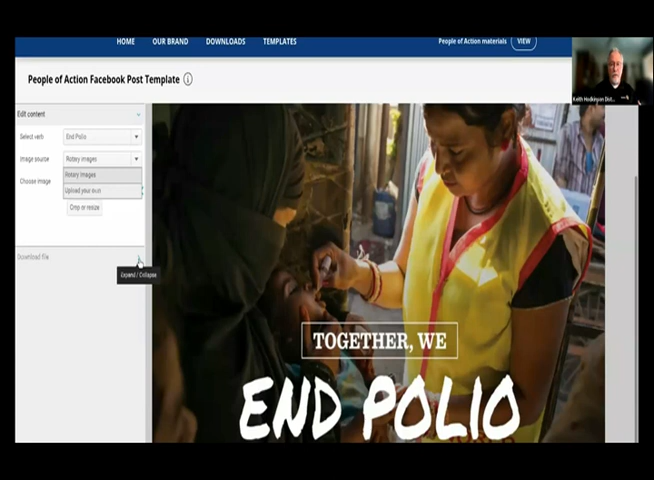 HOME OUR BRAND DOWNLOADS TEMPLATES People of Action materials VIEW
People of Action Facebook Post Template
Edit content
Select verb End Polio
Image source Rotary images
Rotary images
Choose image
Upload your own
Crop or resize
Download file
Expand / Collapse
TOGETHER, WE
END POLIO